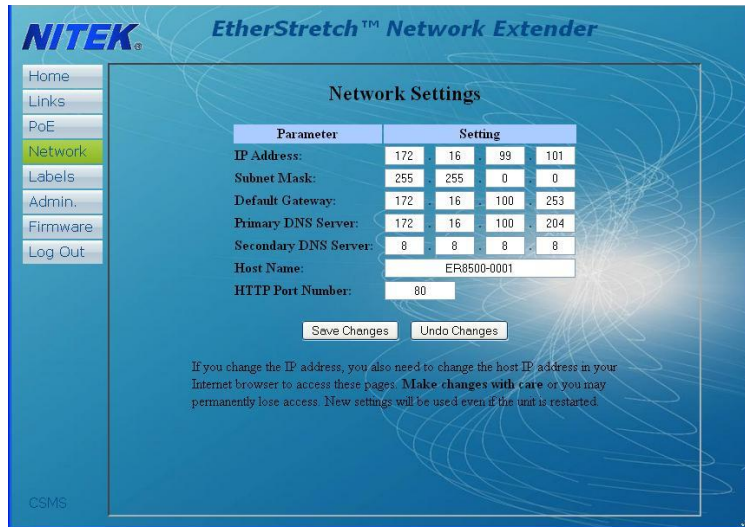 NITEK®
EtherStretch™ Network Extender
Home
Links
PoE
Network
Labels
Admin.
Firmware
Log Out
CSMS
Network Settings
Parameter Setting
IP Address: 172 . 16 . 99 . 101
Subnet Mask: 255 . 255 . 0 . 0
Default Gateway: 172 . 16 . 100 . 253
Primary DNS Server: 172 . 16 . 100 . 204
Secondary DNS Server: 8 . 8 . 8 . 8
Host Name: ER8500-0001
HTTP Port Number: 80
Save Changes Undo Changes
If you change the IP address, you also need to change the host IP address in your
Internet browser to access these pages. Make changes with care or you may
permanently lose access. New settings will be used even if the unit is restarted.